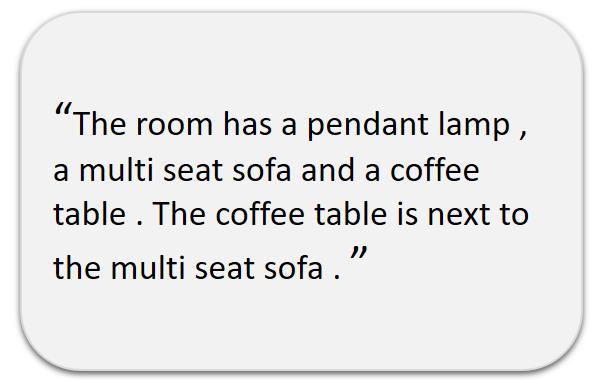 “The room has a pendant lamp ,
a multi seat sofa and a coffee
table . The coffee table is next to
the multi seat sofa . ”